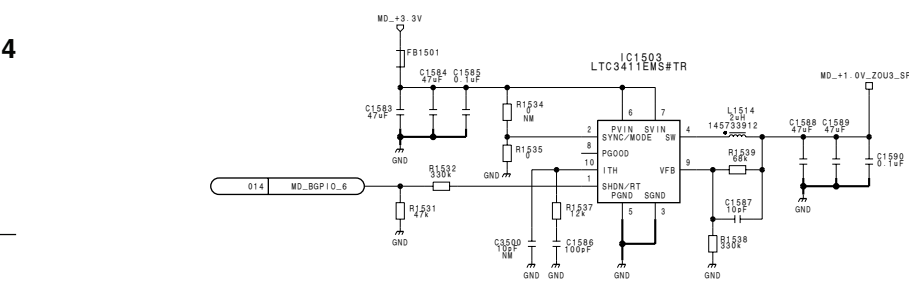 4
MD_+3.3V
FB1501
C1584
47uF
C1585
0.1uF
C1583
47uF
GND
R1534
0
NM
R1535
0
GND
IC1503
LTC3411EMS#TR
6
7
PVIN
SVIN
2
SYNC/MODE
SW
4
8
PGOOD
10
ITH
VFB
9
1
SHDN/RT
PGND
SGND
5
3
GND
L1514
2uH
145733912
MD_+1.0V_ZOU3_SP
C1588
47uF
C1589
47uF
C1590
0.1uF
GND
R1539
68k
C1587
10pF
R1538
330k
GND
014
MD_BGPIO_6
R1532
330k
R1531
47k
GND
R1537
12k
C3500
10pF
NM
C1586
100pF
GND
GND